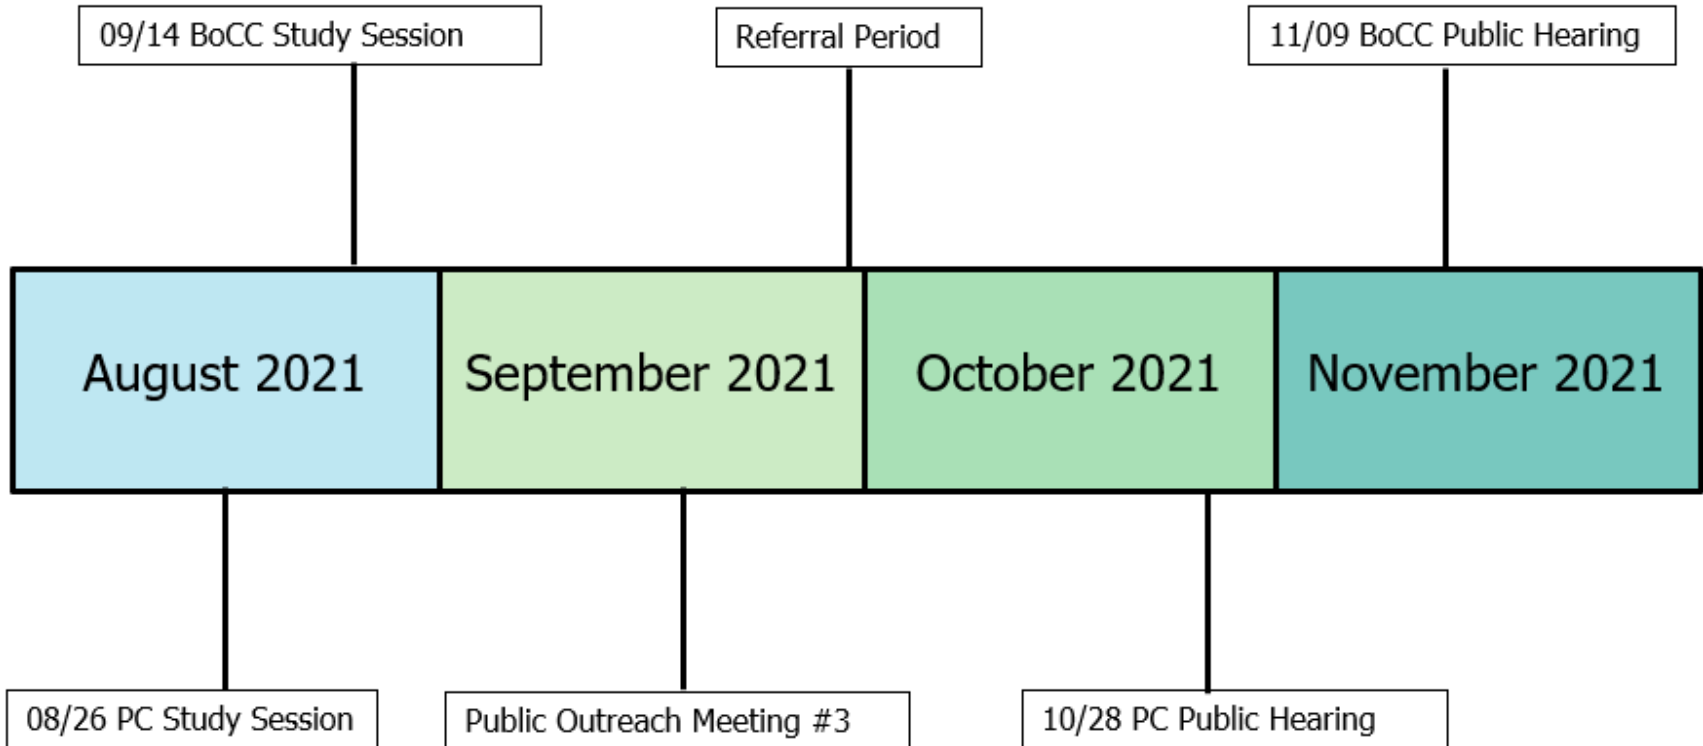 09/14 BoCC Study Session
Referral Period
11/09 BoCC Public Hearing
August 2021
September 2021
October 2021
November 2021
08/26 PC Study Session
Public Outreach Meeting #3
10/28 PC Public Hearing